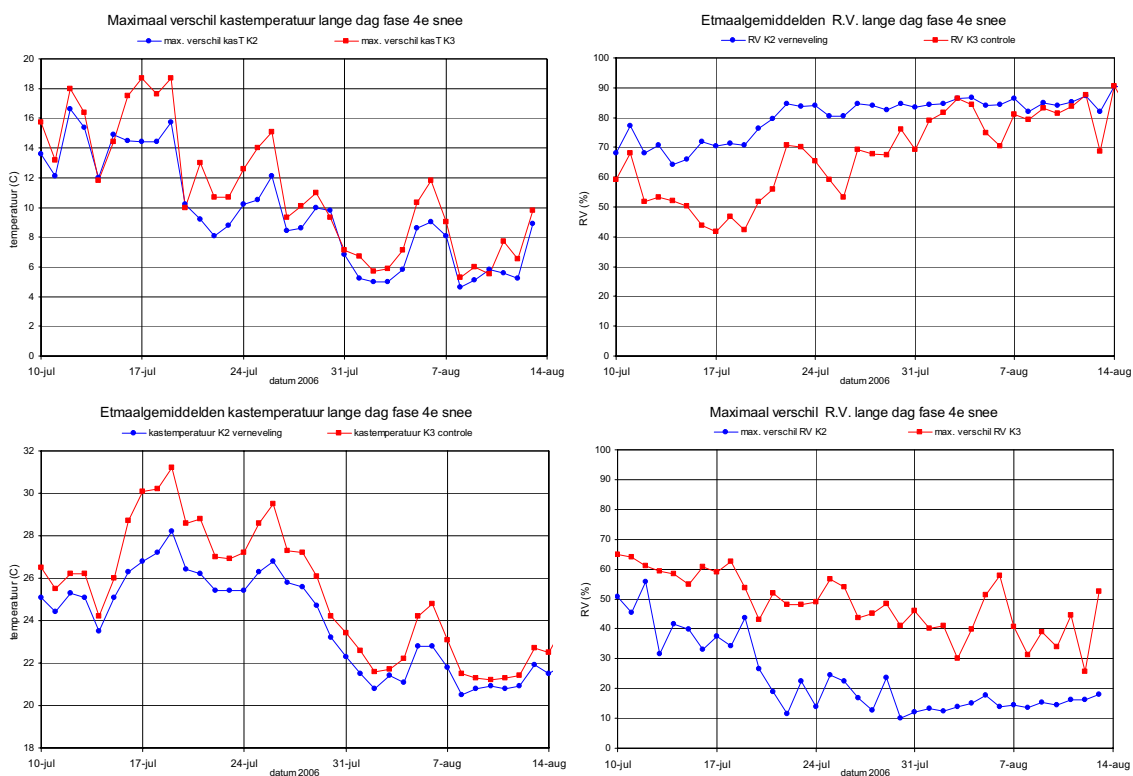 Maximaal verschil kastemperatuur lange dag fase 4e snee
max. verschil kasT K2
max. verschil kasT K3
temperatuur (C)
20
18
16
14
12
10
8
6
4
2
0
10-jul
17-jul
24-jul
31-jul
7-aug
14-aug
datum 2006
Etmaalgemiddelden R.V. lange dag fase 4e snee
RV K2 verneveling
RV K3 controle
RV (%)
100
90
80
70
60
50
40
30
20
10
0
10-jul
17-jul
24-jul
31-jul
7-aug
14-aug
datum 2006
Etmaalgemiddelden kastemperatuur lange dag fase 4e snee
kastemperatuur K2 verneveling
kastemperatuur K3 controle
temperatuur (C)
32
30
28
26
24
22
20
18
10-jul
17-jul
24-jul
31-jul
7-aug
14-aug
datum 2006
Maximaal verschil R.V. lange dag fase 4e snee
max. verschil RV K2
max. verschil RV K3
RV (%)
100
90
80
70
60
50
40
30
20
10
0
10-jul
17-jul
24-jul
31-jul
7-aug
14-aug
datum 2006